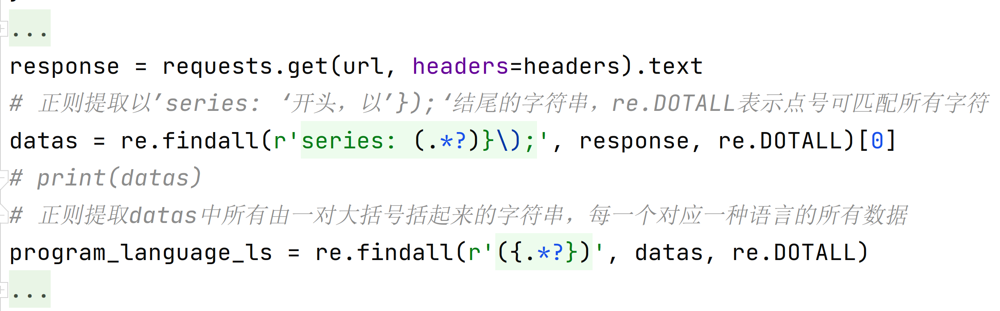 ...
response = requests.get(url, headers=headers).text
# 正则提取以’series: ‘开头，以’});‘结尾的字符串，re.DOTALL表示点号可匹配所有字符
datas = re.findall(r'series: (.*?)}\);', response, re.DOTALL)[0]
# print(datas)
# 正则提取datas中所有由一对大括号括起来的字符串，每一个对应一种语言的所有数据
program_language_ls = re.findall(r'({.*?})', datas, re.DOTALL)
...